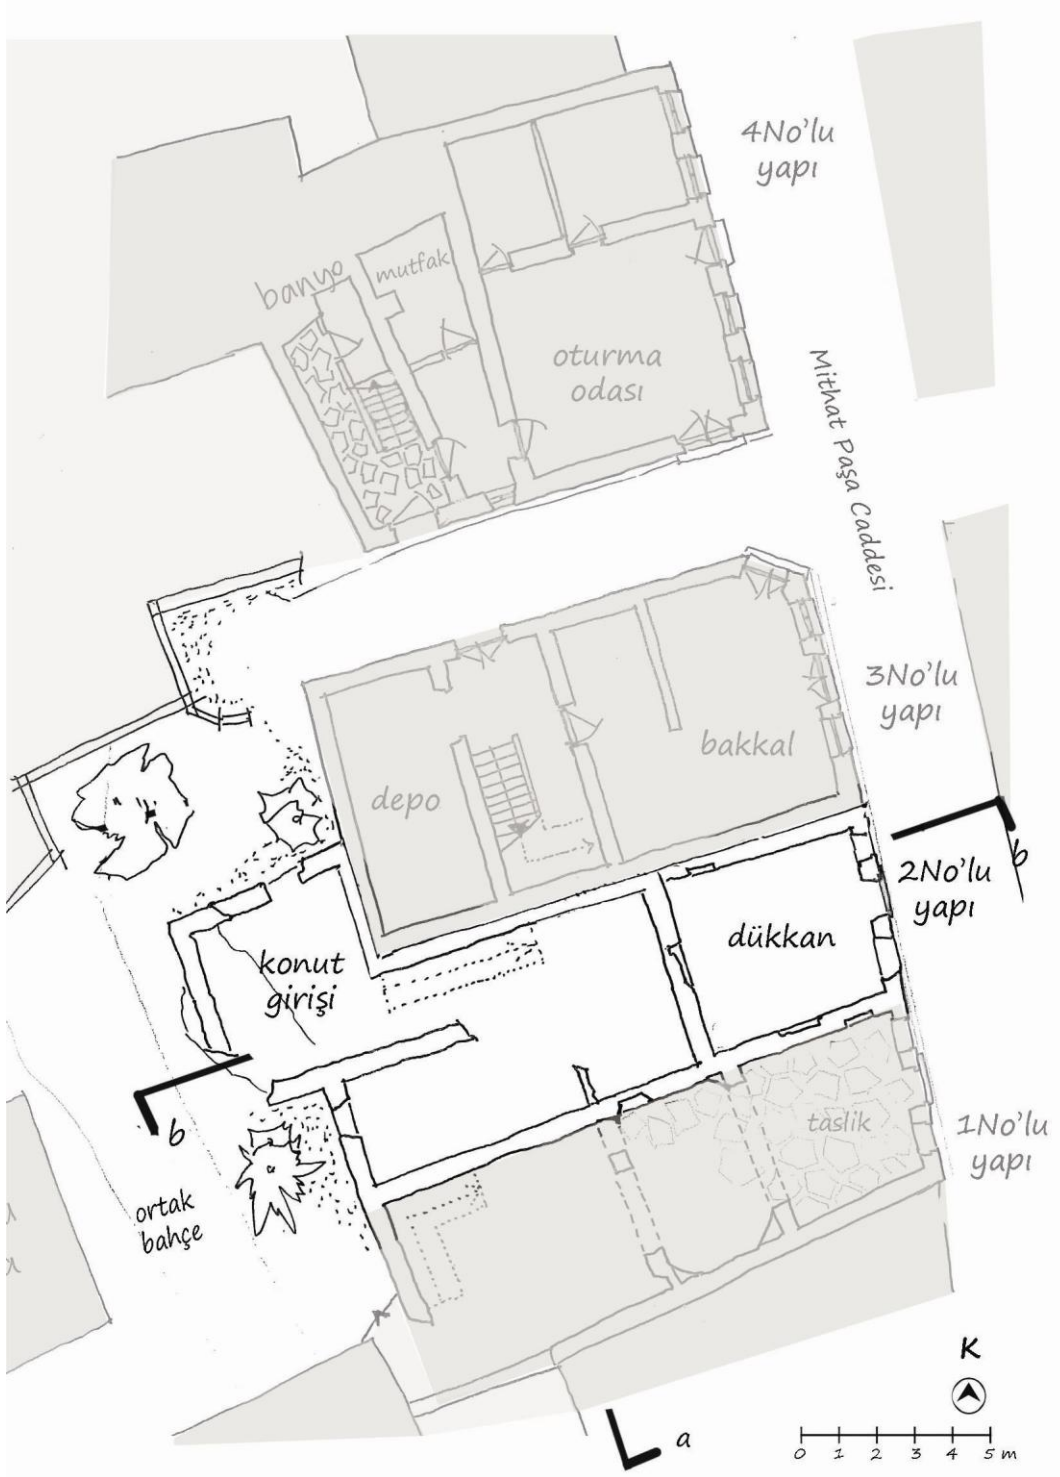 4No'lu
yapı
banyo
mutfak
oturma
odası
Mithat Paşa Caddesi
3No'lu
yapı
bakkal
depo
b
2No'lu
yapı
dükkan
konut
girişi
b
taslik
1No'lu
yapı
ortak
bahçe
K
a
0 1 2 3 4 5 m